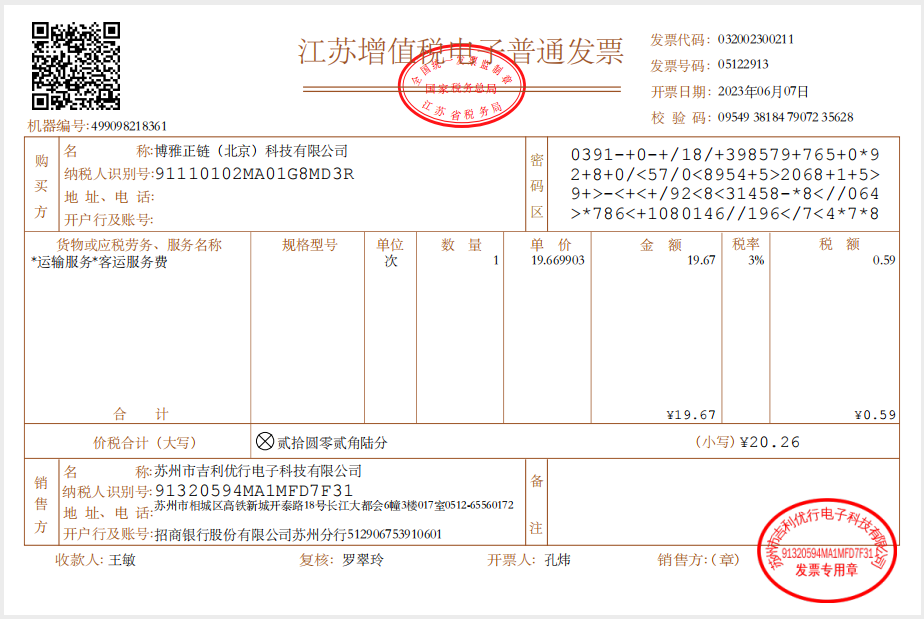 江苏增值税电子普通发票
全国统一发票监制章
国家税务总局
江苏省税务局
发票代码：032002300211
发票号码：05122913
开票日期：2023年06月07日
校 验 码：09549 38184 79072 35628
机器编号:499098218361
购买方
名 称:博雅正链（北京）科技有限公司
纳税人识别号:91110102MA01G8MD3R
地 址、电 话:
开户行及账号:
密码区
0391-+0-+/18/+398579+765+0*9
2+8+0/<57/0<8954+5>2068+1+5>
9+>-<+<+/92<8<31458-*8<//064
>*786<+1080146//196</7<4*7*8
货物或应税劳务、服务名称 规格型号 单位 数 量 单 价 金 额 税率 税 额
*运输服务*客运服务费 次 1 19.669903 19.67 3% 0.59
合 计 ¥19.67 ¥0.59
价税合计（大写） ⊗贰拾圆零贰角陆分 （小写）¥20.26
销售方
名 称:苏州市吉利优行电子科技有限公司
纳税人识别号:91320594MA1MFD7F31
地 址、电 话:苏州市相城区高铁新城开泰路18号长江大都会6幢3楼017室0512-65560172
开户行及账号:招商银行股份有限公司苏州分行512906753910601
备注
收款人: 王敏 复核: 罗翠玲 开票人: 孔炜 销售方:（章）
苏州市吉利优行电子科技有限公司
91320594MA1MFD7F31
发票专用章